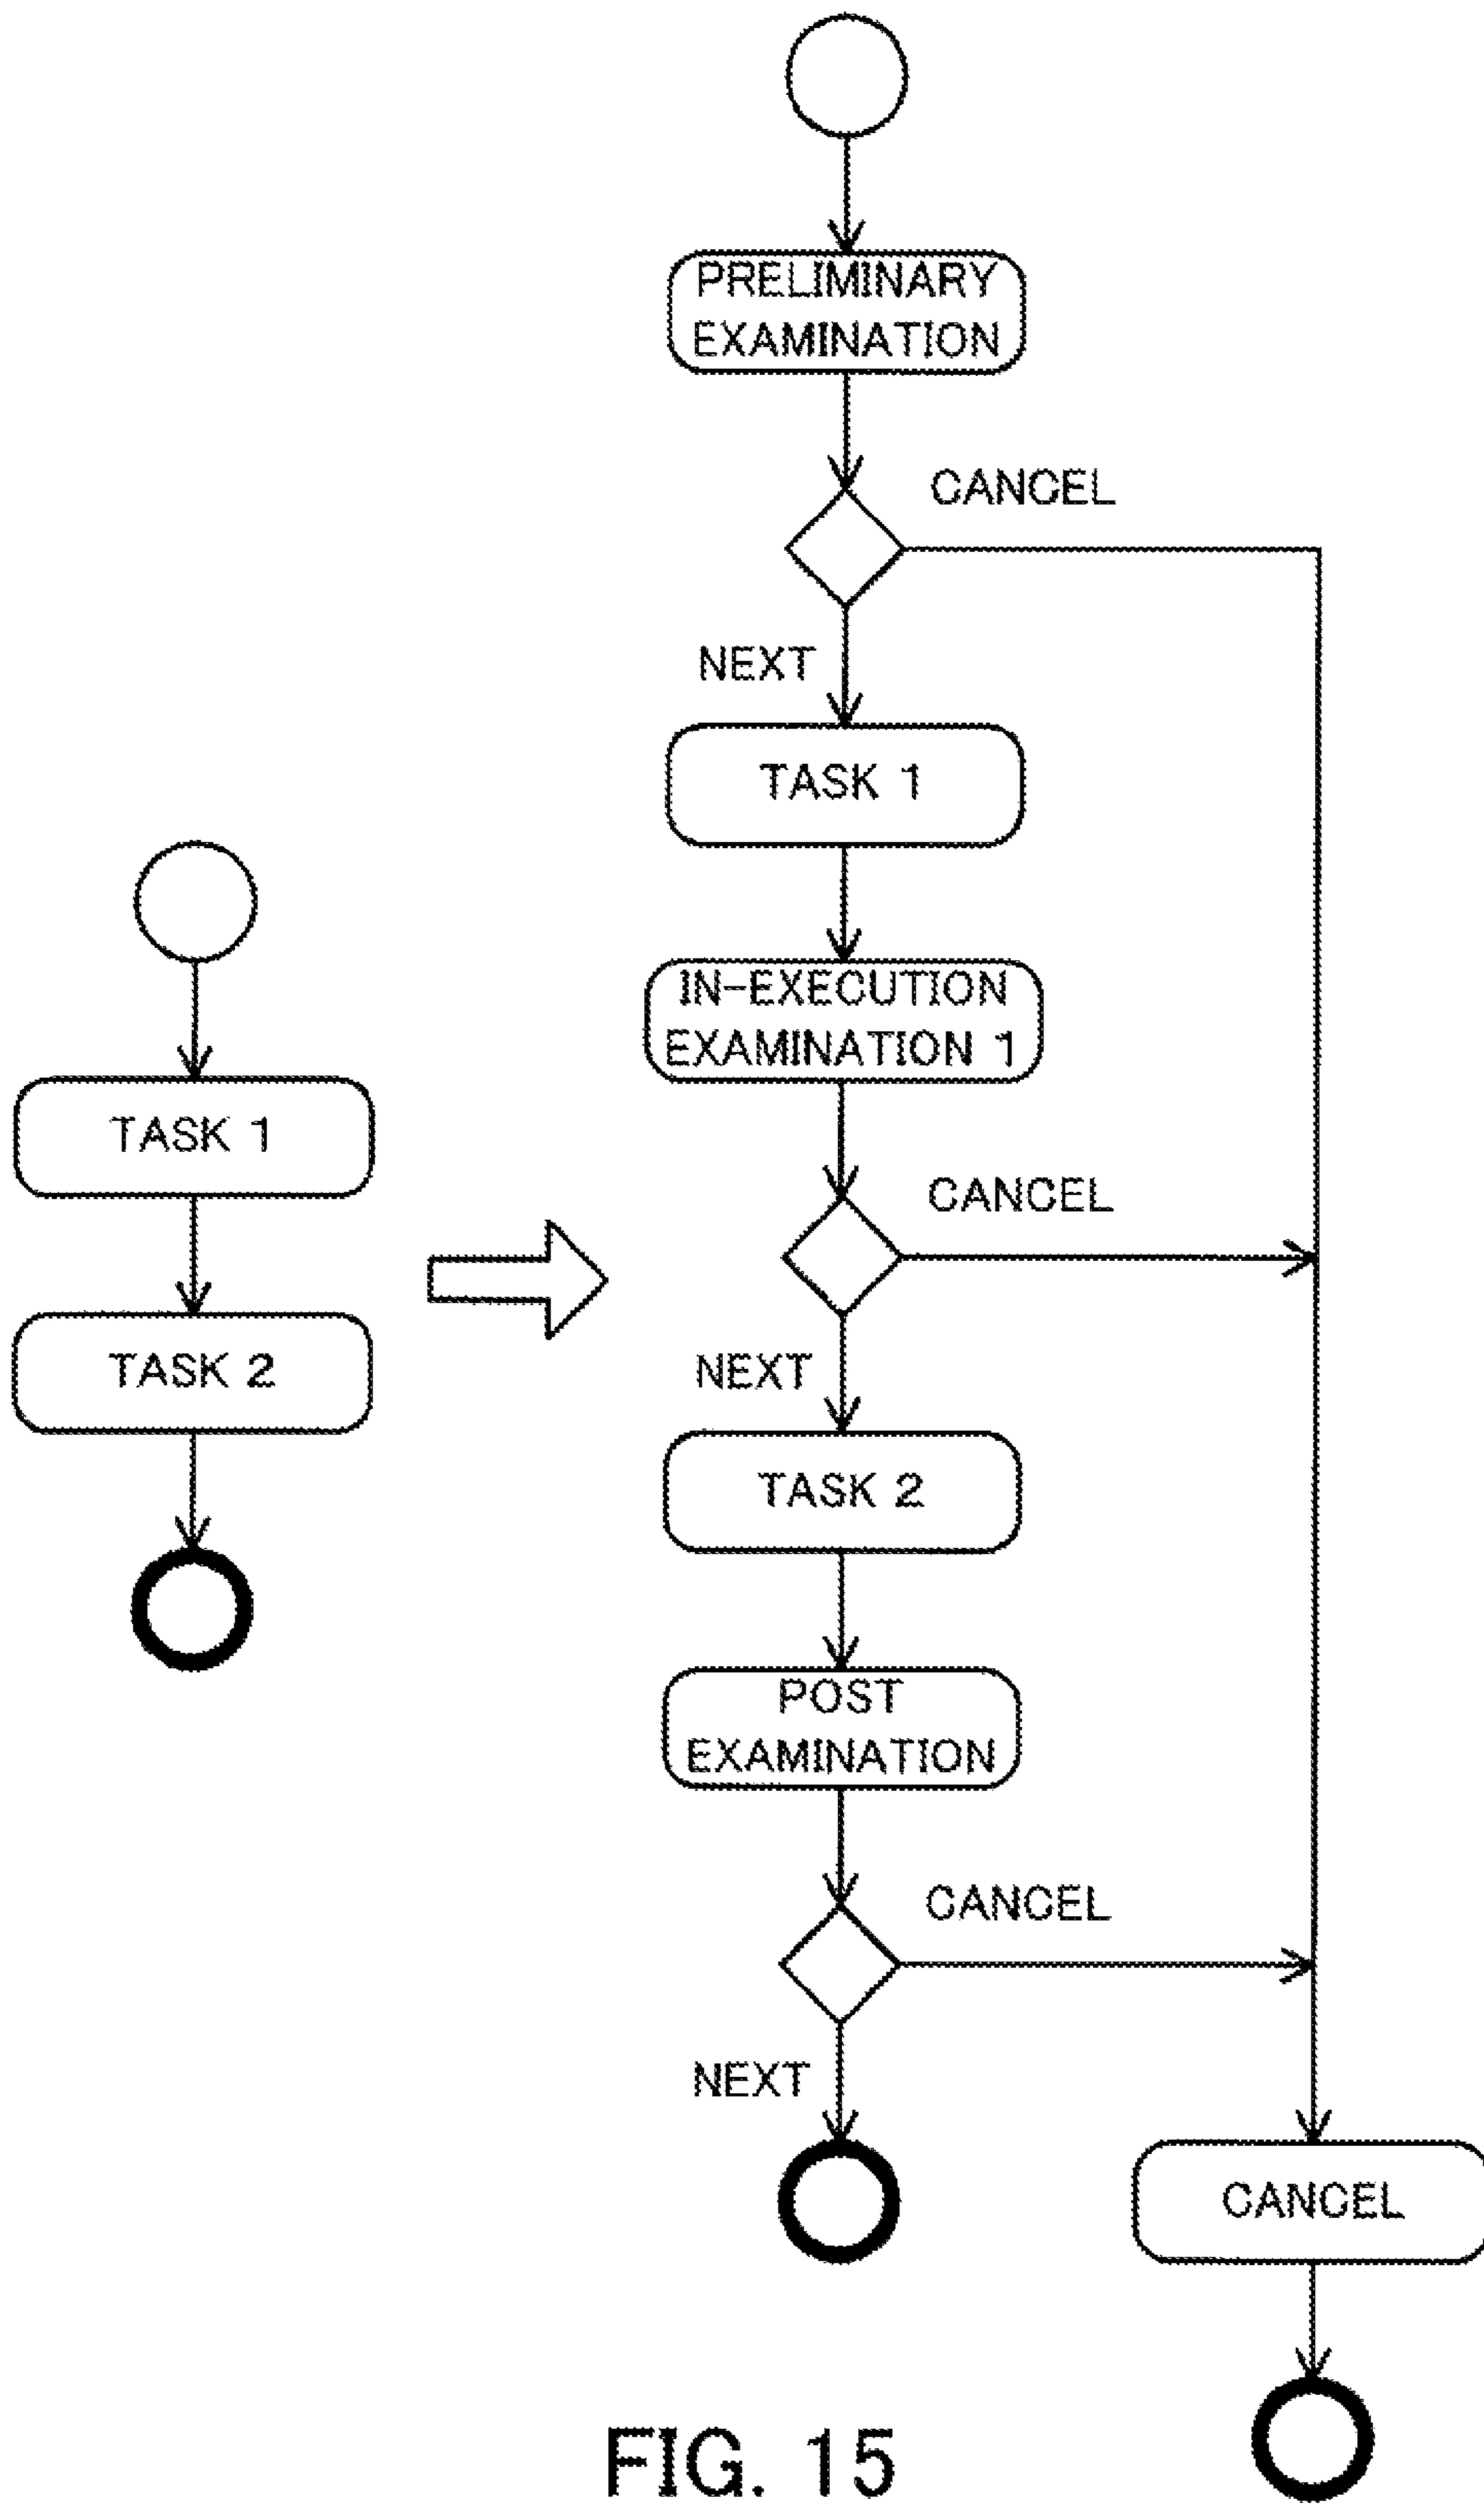 TASK 1
TASK 2
PRELIMINARY
EXAMINATION
CANCEL
NEXT
TASK 1
IN-EXECUTION
EXAMINATION 1
CANCEL
NEXT
TASK 2
POST
EXAMINATION
CANCEL
NEXT
CANCEL
FIG. 15